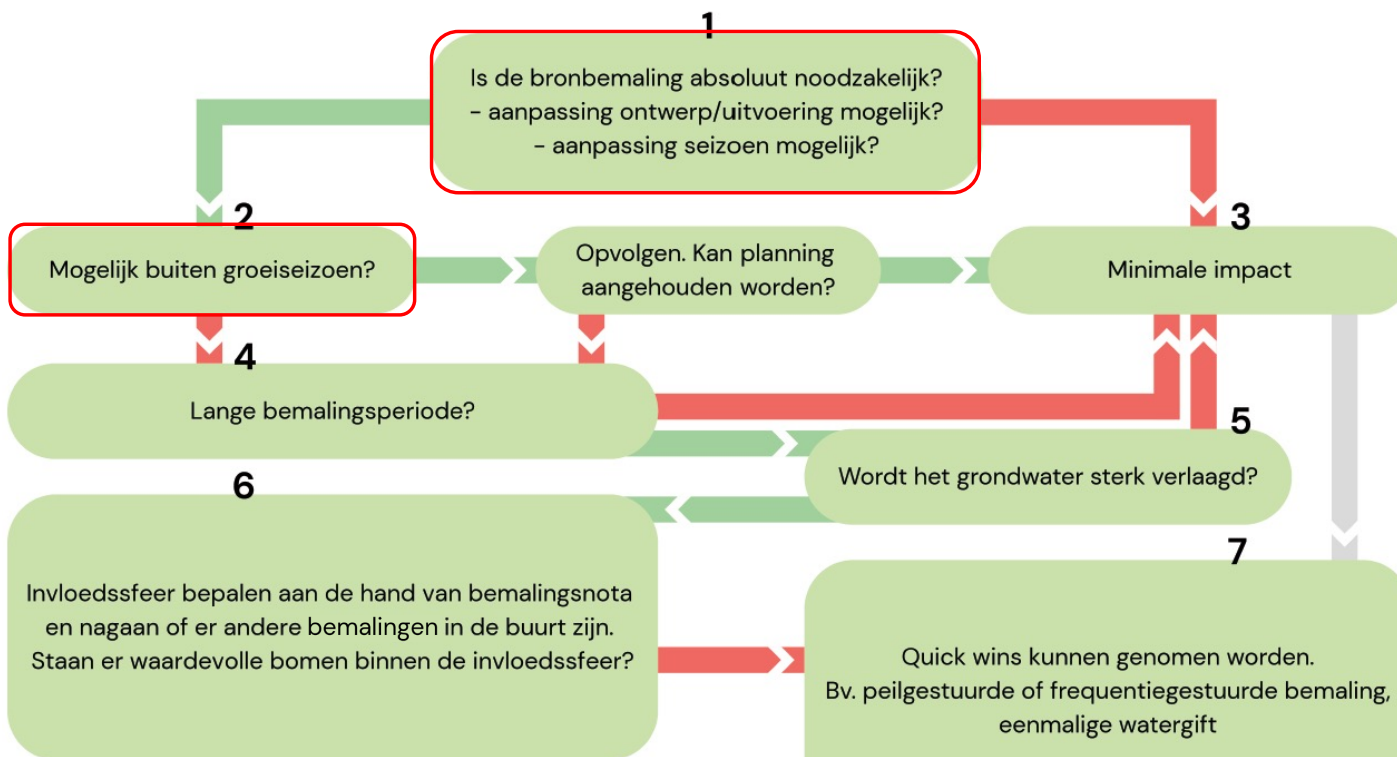 1
Is de bronbemaling absoluut noodzakelijk?
- aanpassing ontwerp/uitvoering mogelijk?
- aanpassing seizoen mogelijk?
2
Mogelijk buiten groeiseizoen?
Opvolgen. Kan planning
aangehouden worden?
3
Minimale impact
4
Lange bemalingsperiode?
5
Wordt het grondwater sterk verlaagd?
6
Invloedssfeer bepalen aan de hand van bemalingsnota
en nagaan of er andere bemalingen in de buurt zijn.
Staan er waardevolle bomen binnen de invloedssfeer?
7
Quick wins kunnen genomen worden.
Bv. peilgestuurde of frequentiegestuurde bemaling,
eenmalige watergift